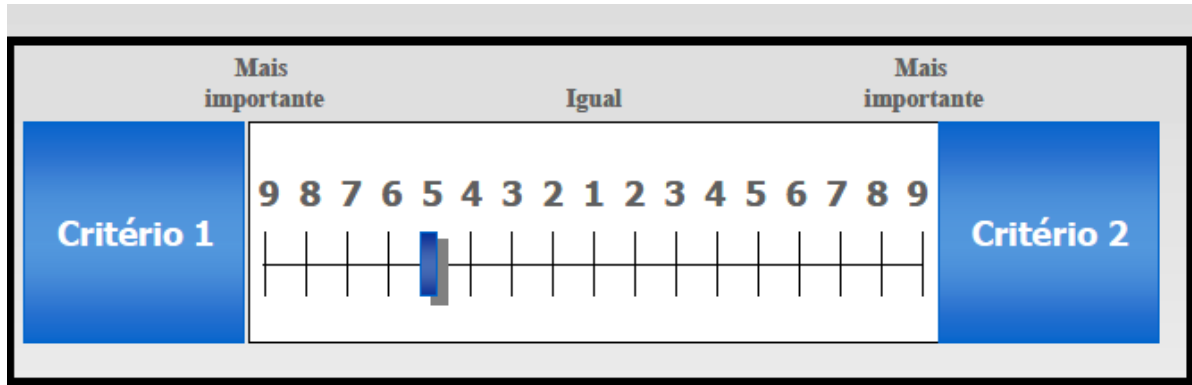 Mais
importante
Igual
Mais
importante
Critério 1
9 8 7 6 5 4 3 2 1 2 3 4 5 6 7 8 9
Critério 2